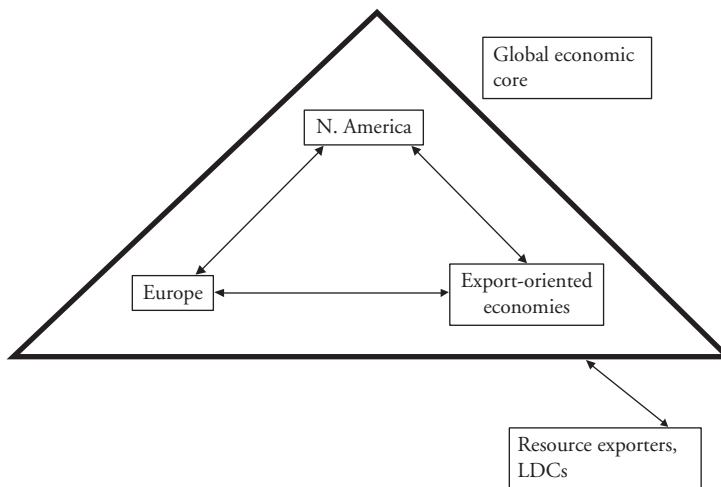 Global economic
core
N. America
Europe
Export-oriented
economies
Resource exporters,
LDCs